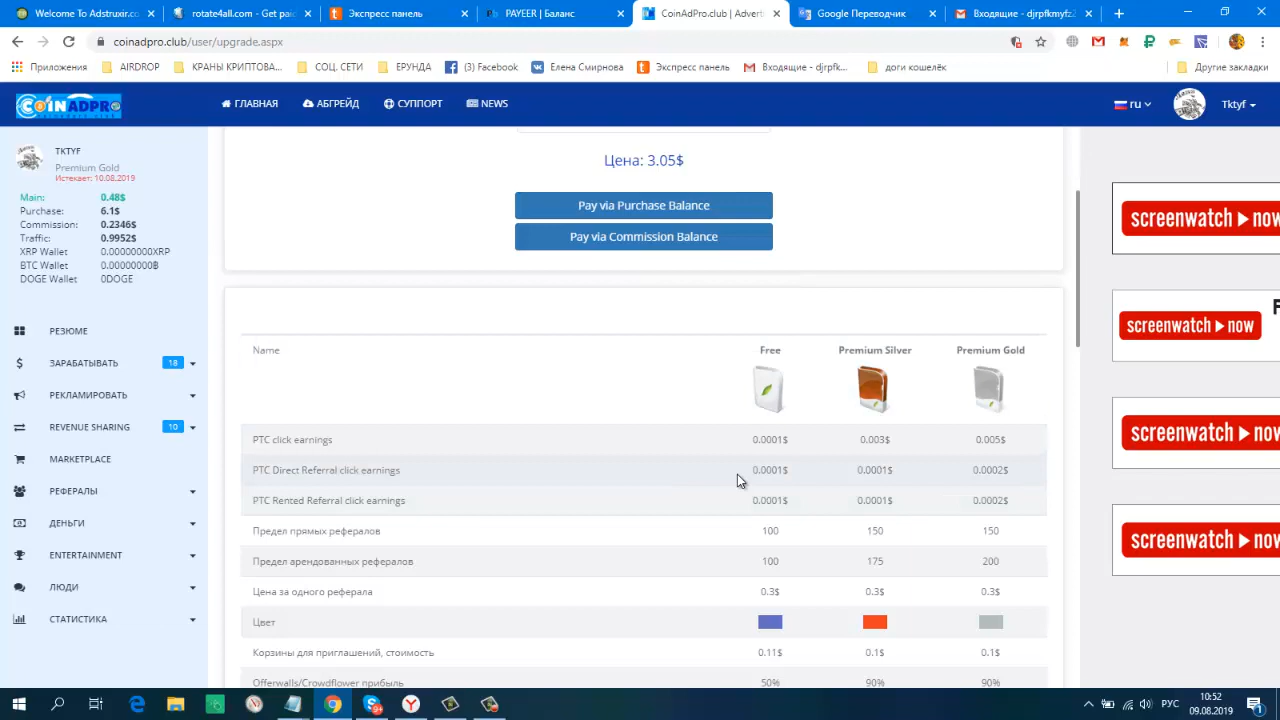 Welcome To Adstruxir.co
rotate4all.com - Get paid
Экспресс панель
PAYEER | Баланс
CoinAdPro.club | Advert
Google Переводчик
Входящие - djrpfkmyfz2
coinadpro.club/user/upgrade.aspx
Приложения
AIRDROP
КРАНЫ КРИПТОВА...
СОЦ. СЕТИ
ЕРУНДА
(3) Facebook
Елена Смирнова
Экспресс панель
Входящие - djrpfk...
доги кошелёк
Другие закладки
COINADPRO
ГЛАВНАЯ
АБГРЕЙД
СУППОРТ
NEWS
ru
Tktyf
TKTYF
Premium Gold
Истекает: 10.08.2019
Main: 0.48$
Purchase: 6.1$
Commission: 0.2346$
Traffic: 0.9952$
XRP Wallet 0.00000000XRP
BTC Wallet 0.00000000฿
DOGE Wallet 0DOGE
РЕЗЮМЕ
ЗАРАБАТЫВАТЬ 18
РЕКЛАМИРОВАТЬ
REVENUE SHARING 10
MARKETPLACE
РЕФЕРАЛЫ
ДЕНЬГИ
ENTERTAINMENT
ЛЮДИ
СТАТИСТИКА
Цена: 3.05$
Pay via Purchase Balance
Pay via Commission Balance
Name Free Premium Silver Premium Gold
PTC click earnings 0.0001$ 0.003$ 0.005$
PTC Direct Referral click earnings 0.0001$ 0.0001$ 0.0002$
PTC Rented Referral click earnings 0.0001$ 0.0001$ 0.0002$
Предел прямых рефералов 100 150 150
Предел арендованных рефералов 100 175 200
Цена за одного реферала 0.3$ 0.3$ 0.3$
Цвет
Корзины для приглашений, стоимость 0.11$ 0.1$ 0.1$
Offerwalls/Crowdflower прибыль 50% 90% 90%
screenwatch now
F
screenwatch now
screenwatch now
screenwatch now
РУС
10:52
09.08.2019